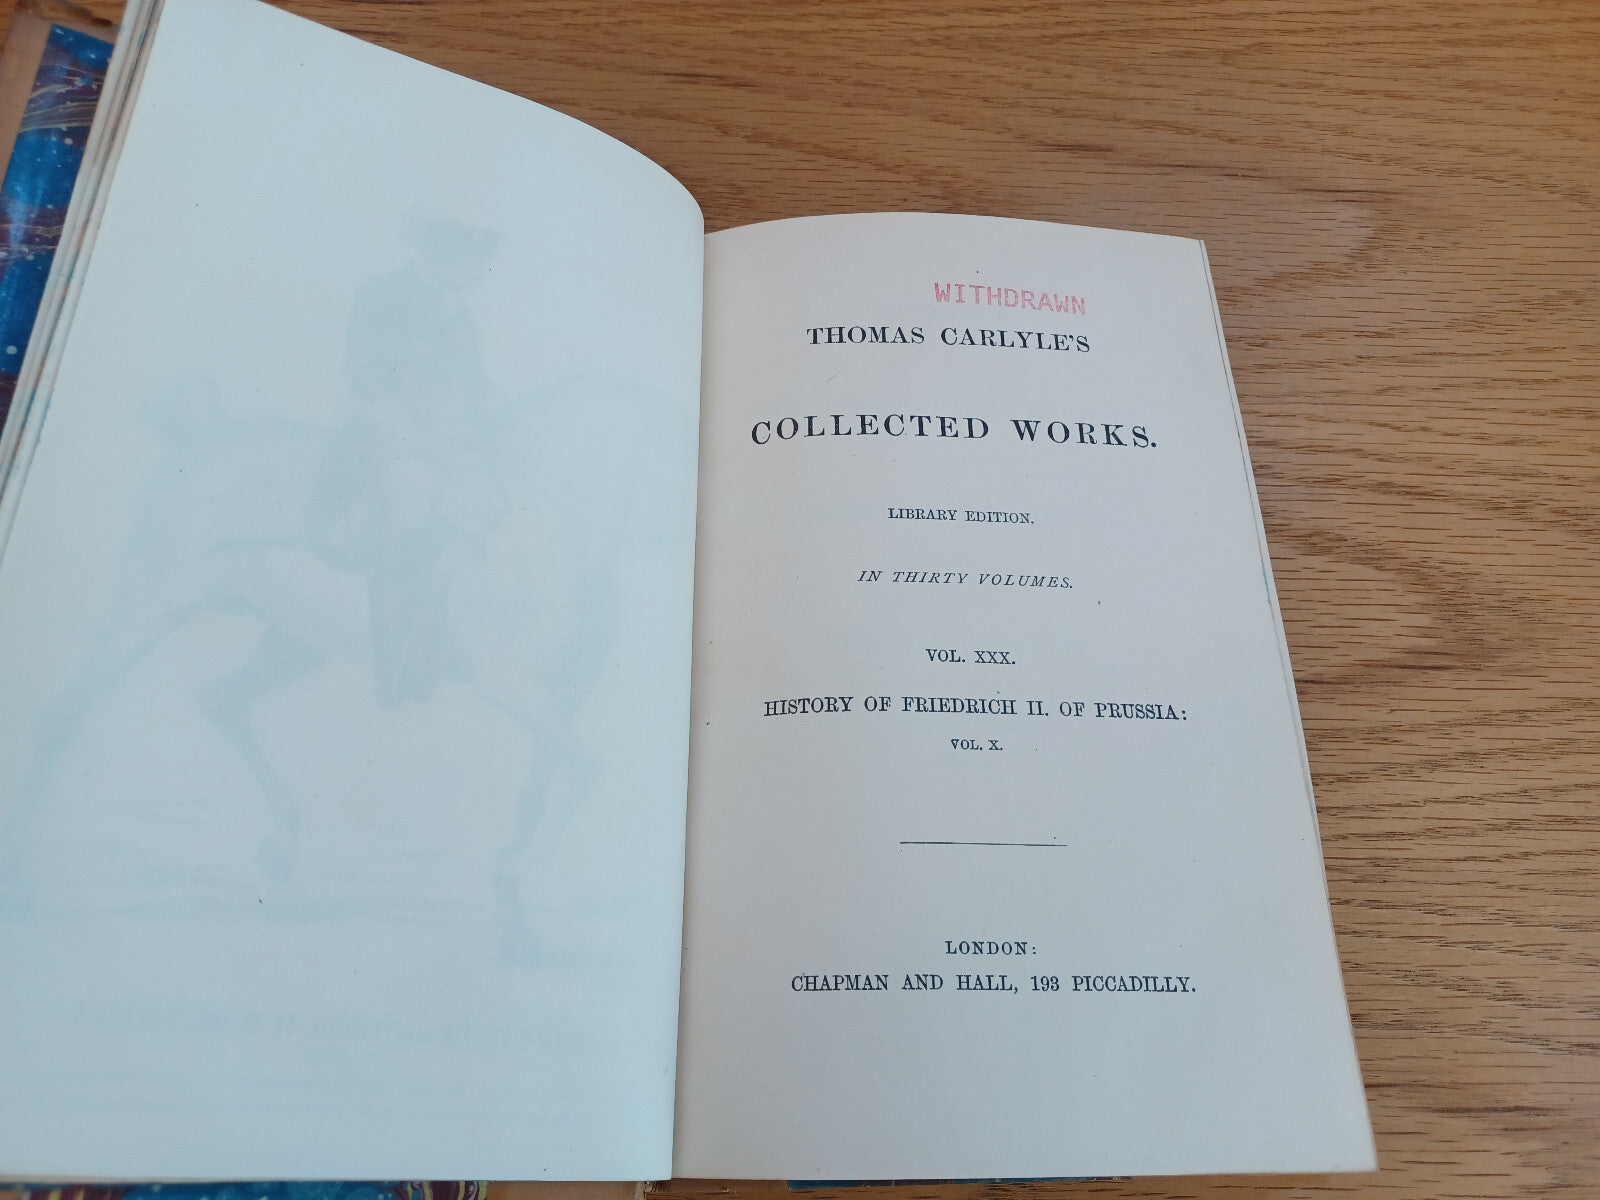 WITHDRAWN
THOMAS CARLYLE'S
COLLECTED WORKS.
LIBRARY EDITION.
IN THIRTY VOLUMES.
VOL. XXX.
HISTORY OF FRIEDRICH II. OF PRUSSIA:
VOL. X.
LONDON:
CHAPMAN AND HALL, 193 PICCADILLY.